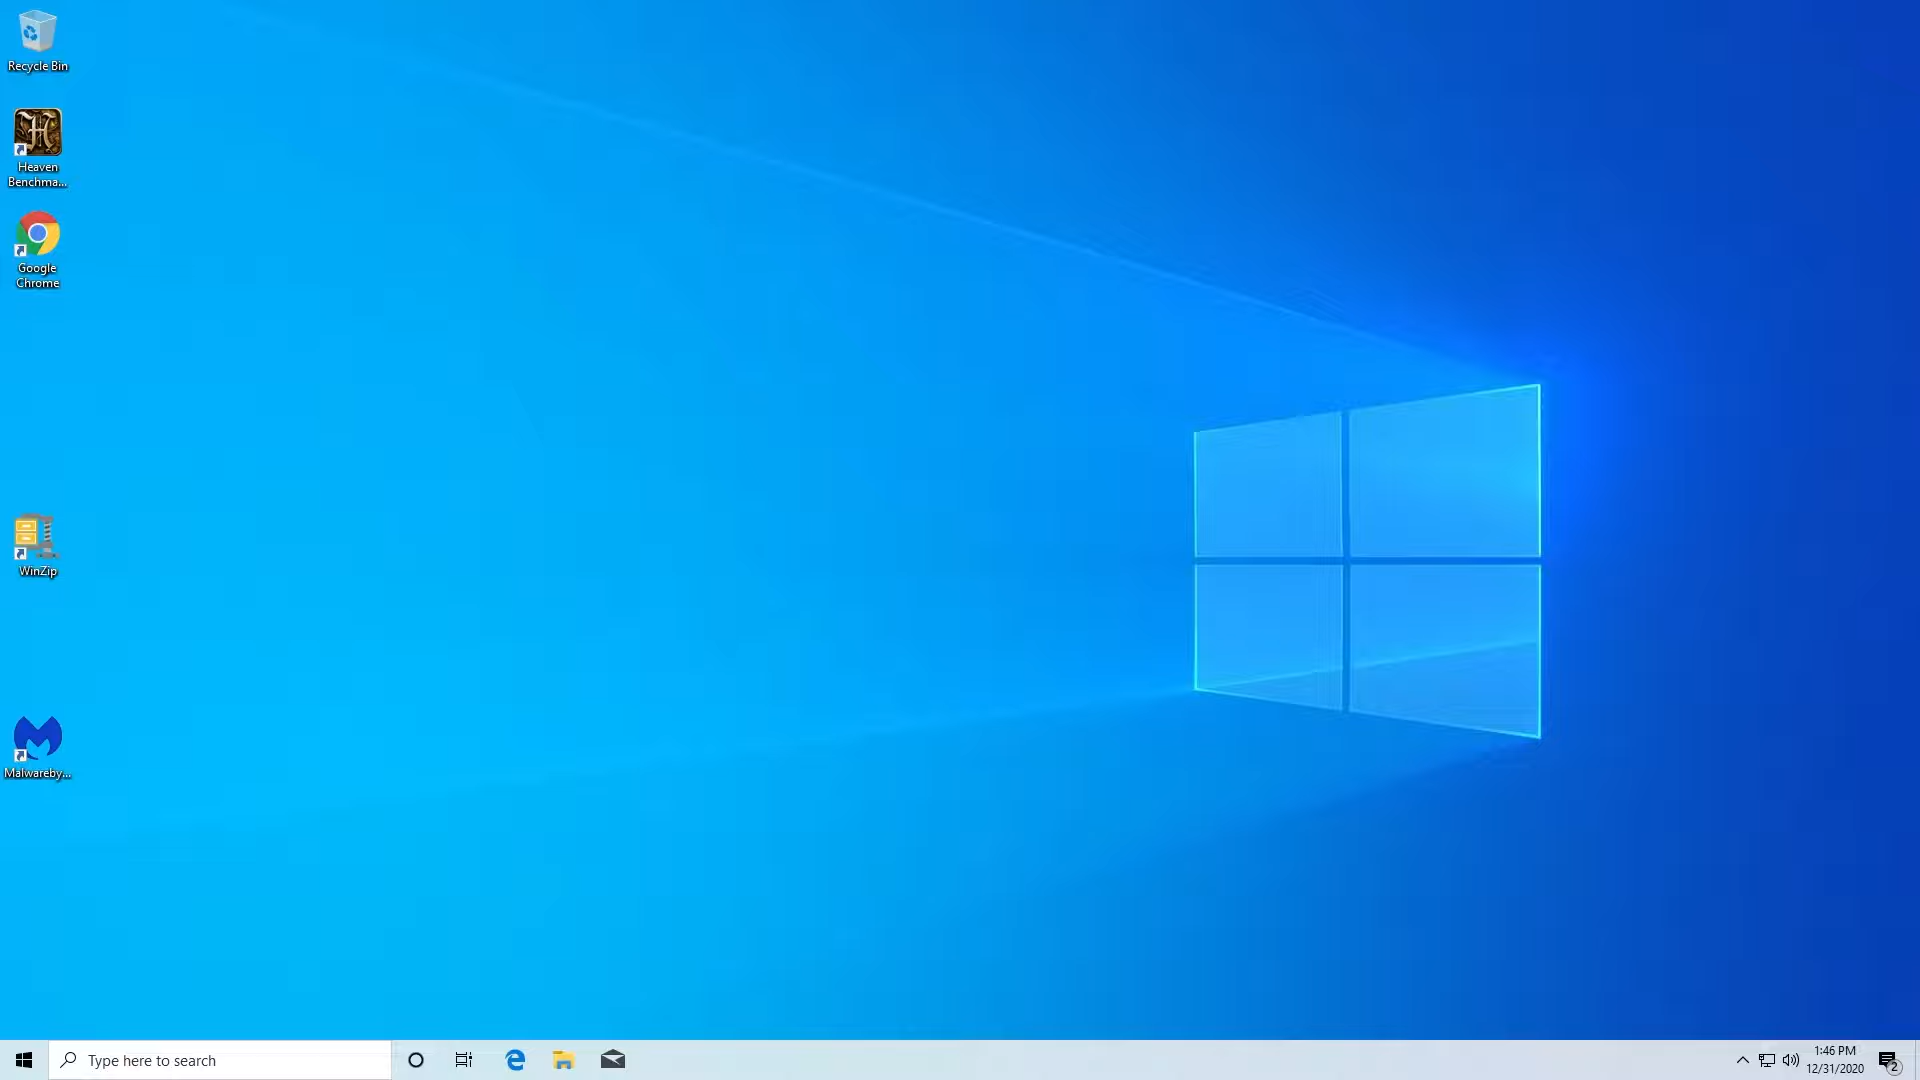 Recycle Bin
Heaven
Benchma...
Google
Chrome
WinZip
Malwareby...
Type here to search
1:46 PM
12/31/2020
2